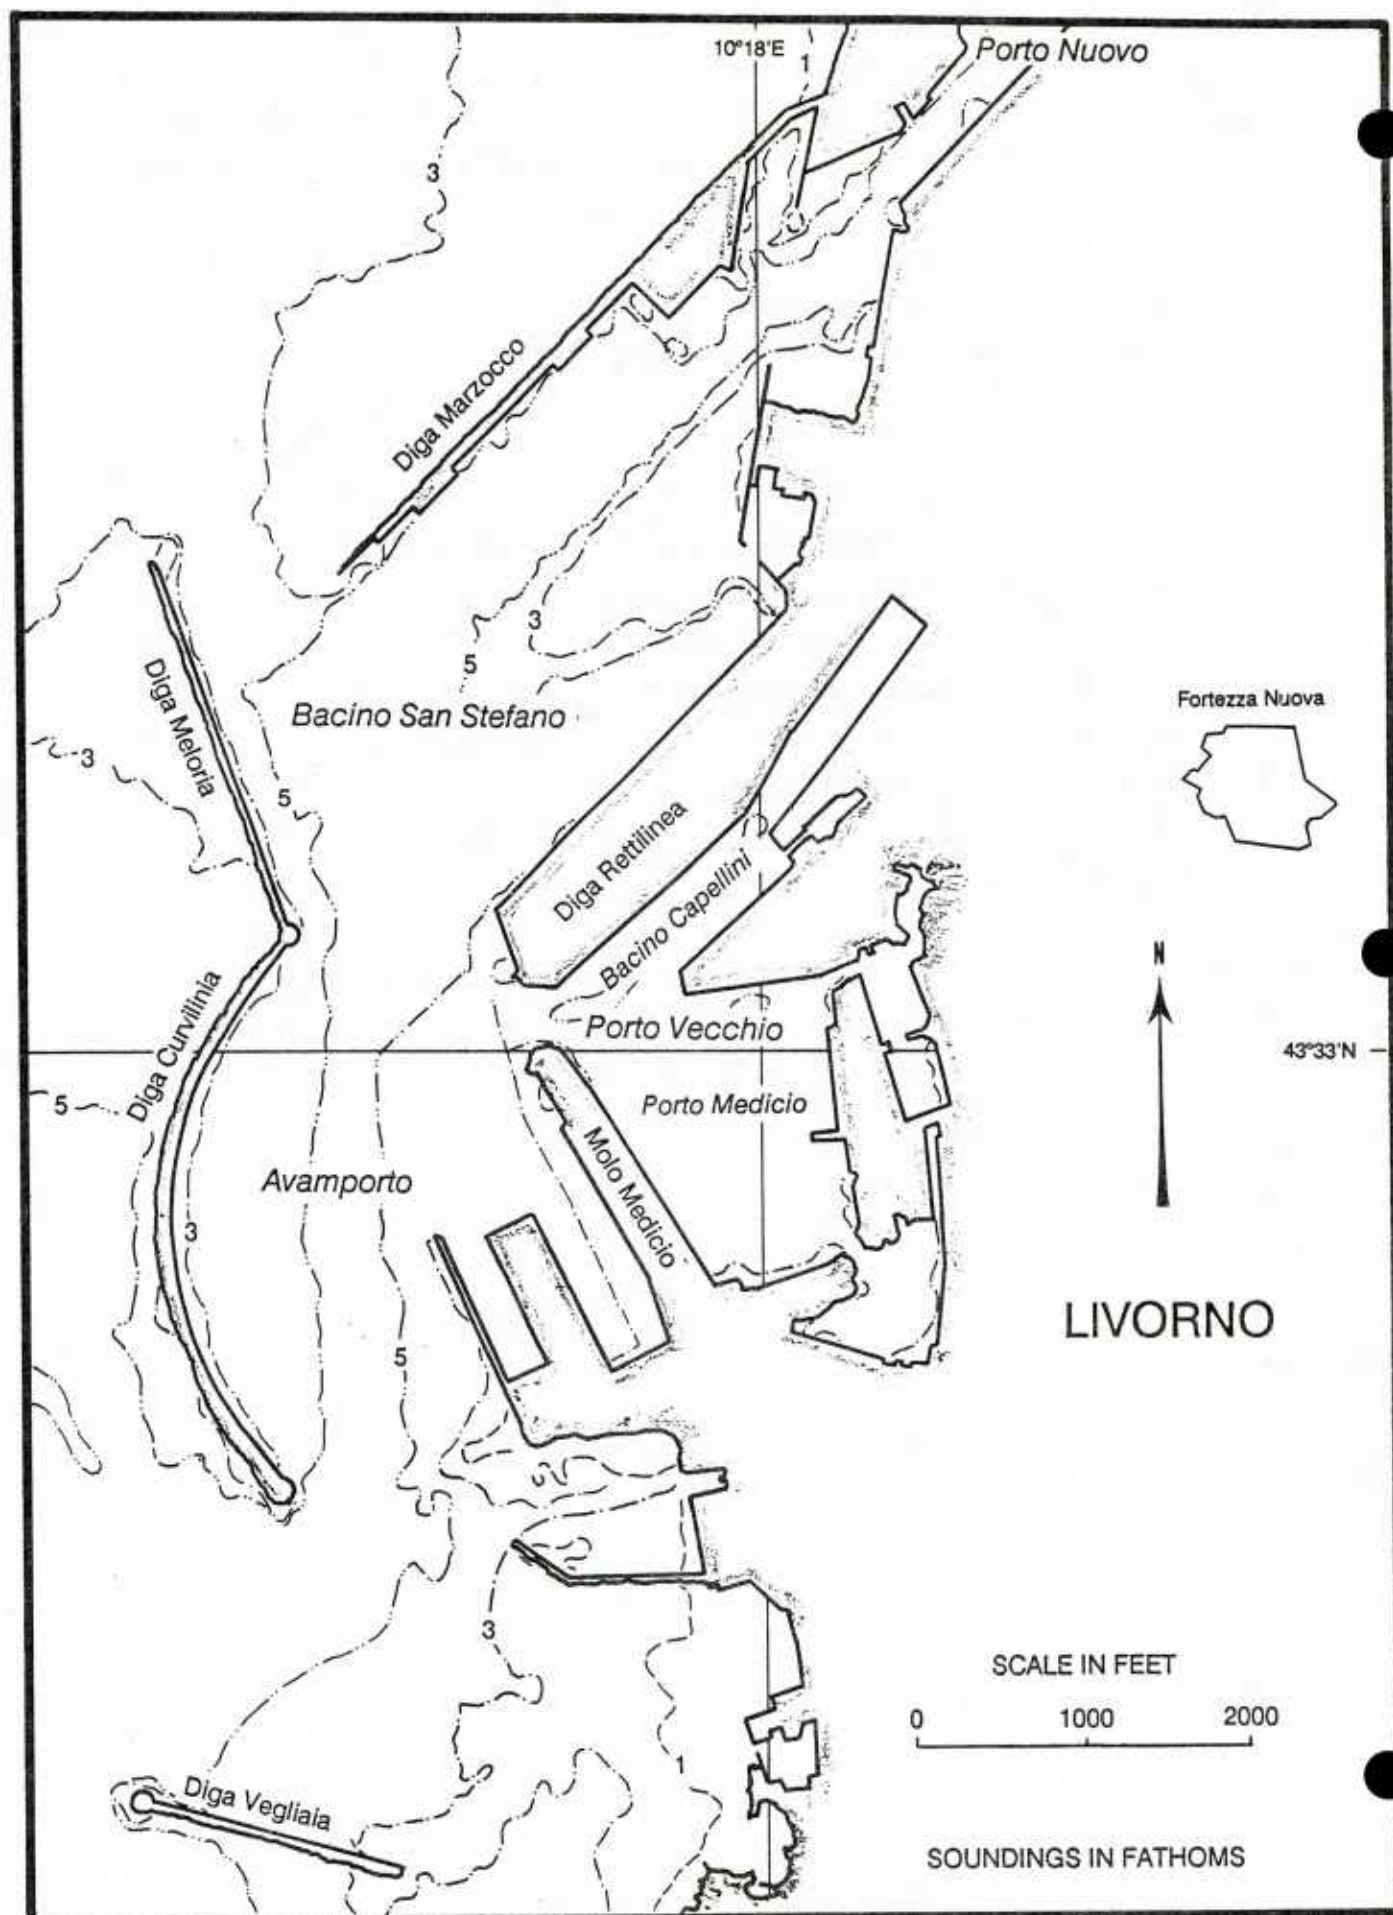 10°18'E
Porto Nuovo
1
3
Diga Marzocco
3
5
Diga Meloria
Bacino San Stefano
3
5
Fortezza Nuova
Diga Rettilinea
Bacino Capellini
N
Diga Curvilinia
Porto Vecchio
43°33'N
5
Porto Medicio
Molo Medicio
Avamporto
3
LIVORNO
5
3
SCALE IN FEET
0 1000 2000
1
Diga Vegliaia
SOUNDINGS IN FATHOMS